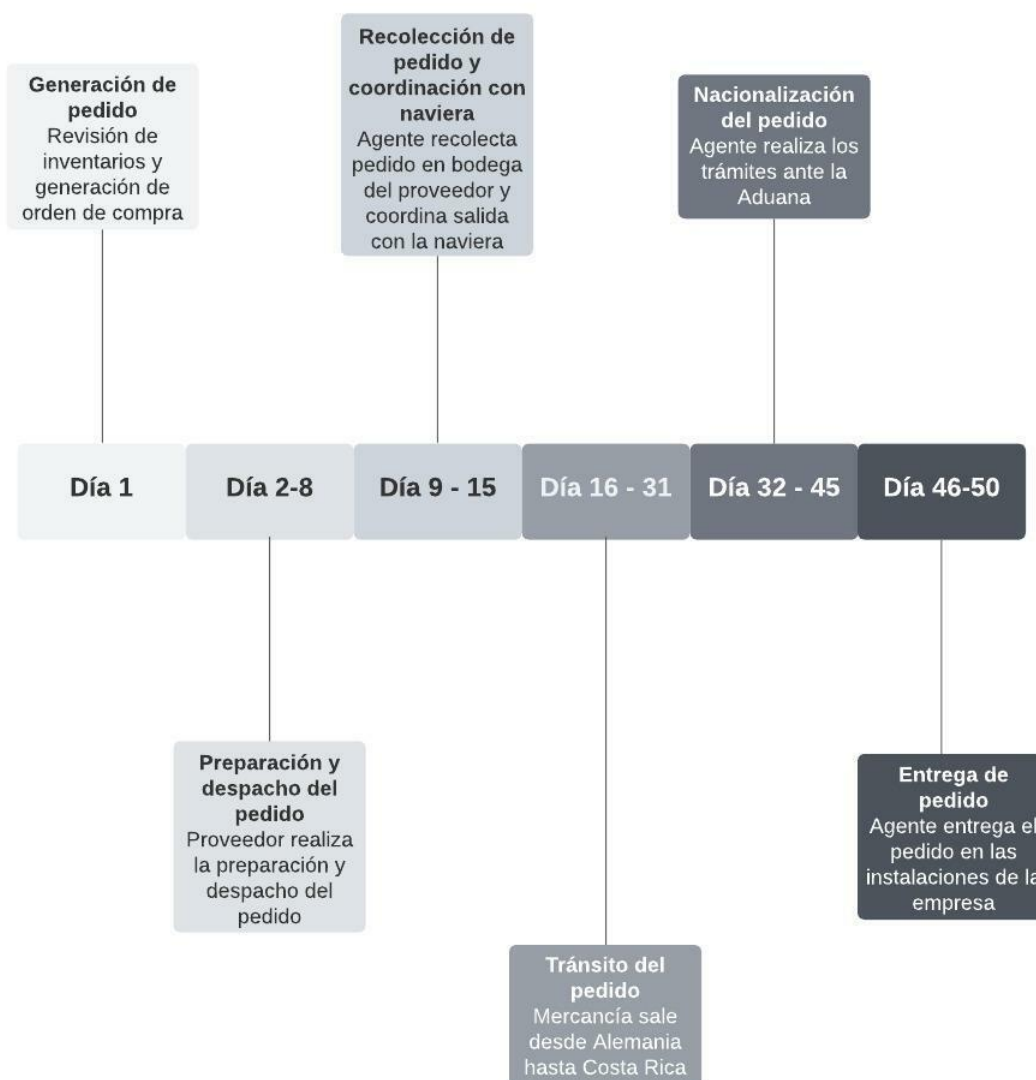 Generación de
pedido
Revisión de
inventarios y
generación de
orden de compra
Recolección de
pedido y
coordinación con
naviera
Agente recolecta
pedido en bodega
del proveedor y
coordina salida
con la naviera
Nacionalización
del pedido
Agente realiza los
trámites ante la
Aduana
Día 1
Día 2-8
Día 9 - 15
Día 16 - 31
Día 32 - 45
Día 46-50
Preparación y
despacho del
pedido
Proveedor realiza
la preparación y
despacho del
pedido
Tránsito del
pedido
Mercancía sale
desde Alemania
hasta Costa Rica
Entrega de
pedido
Agente entrega el
pedido en las
instalaciones de la
empresa